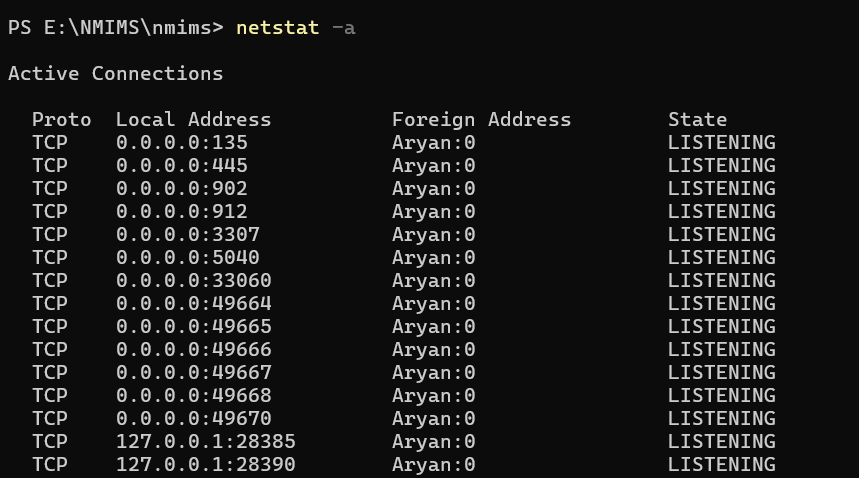 PS E:\NMIMS\nmims> netstat -a
Active Connections
Proto Local Address Foreign Address State
TCP 0.0.0.0:135 Aryan:0 LISTENING
TCP 0.0.0.0:445 Aryan:0 LISTENING
TCP 0.0.0.0:902 Aryan:0 LISTENING
TCP 0.0.0.0:912 Aryan:0 LISTENING
TCP 0.0.0.0:3307 Aryan:0 LISTENING
TCP 0.0.0.0:5040 Aryan:0 LISTENING
TCP 0.0.0.0:33060 Aryan:0 LISTENING
TCP 0.0.0.0:49664 Aryan:0 LISTENING
TCP 0.0.0.0:49665 Aryan:0 LISTENING
TCP 0.0.0.0:49666 Aryan:0 LISTENING
TCP 0.0.0.0:49667 Aryan:0 LISTENING
TCP 0.0.0.0:49668 Aryan:0 LISTENING
TCP 0.0.0.0:49670 Aryan:0 LISTENING
TCP 127.0.0.1:28385 Aryan:0 LISTENING
TCP 127.0.0.1:28390 Aryan:0 LISTENING